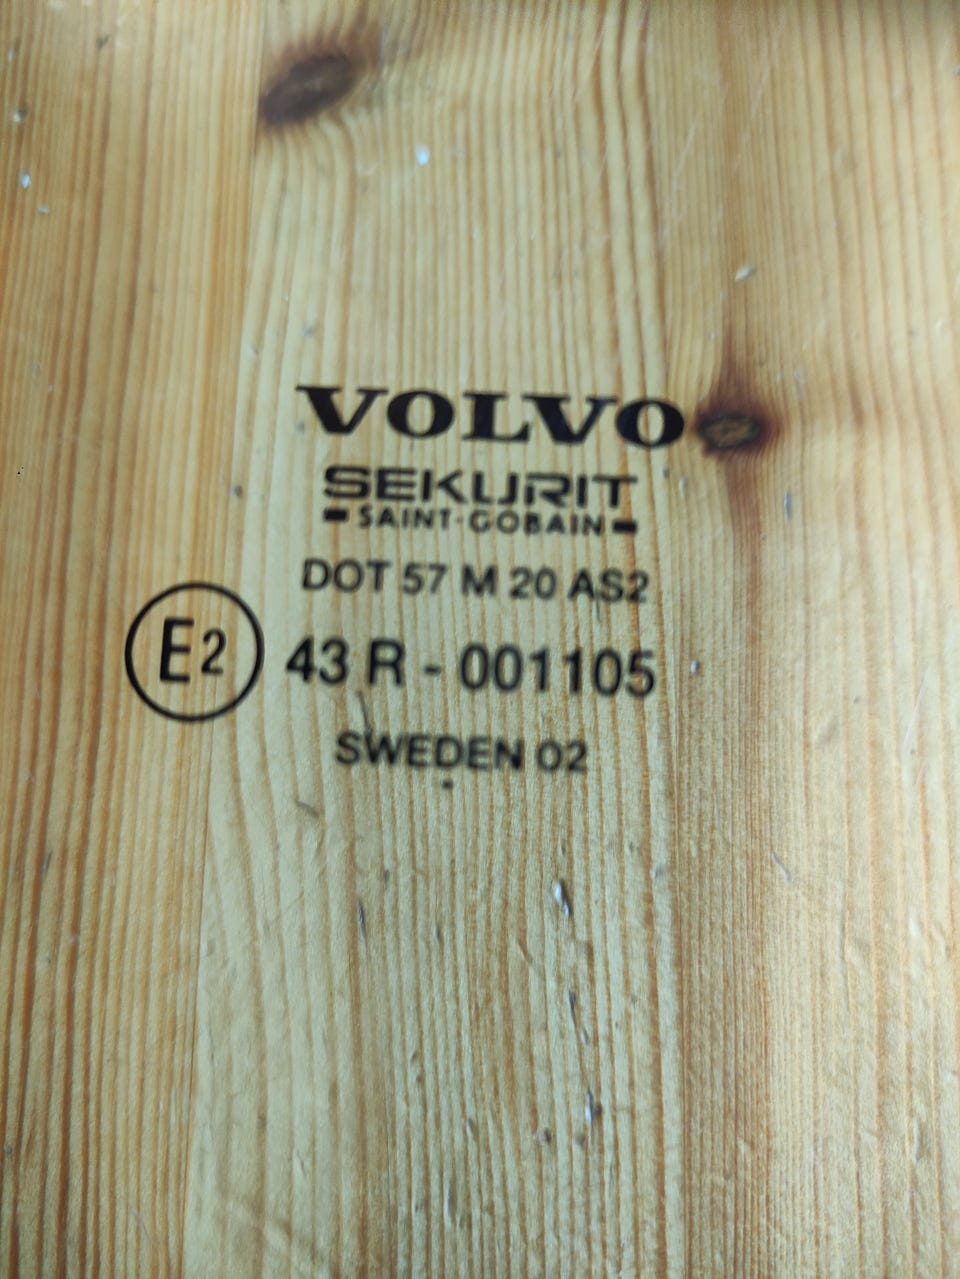 VOLVO
SEKURIT
SAINT-GOBAIN
DOT 57 M 20 AS2
E2 43 R - 001105
SWEDEN 02